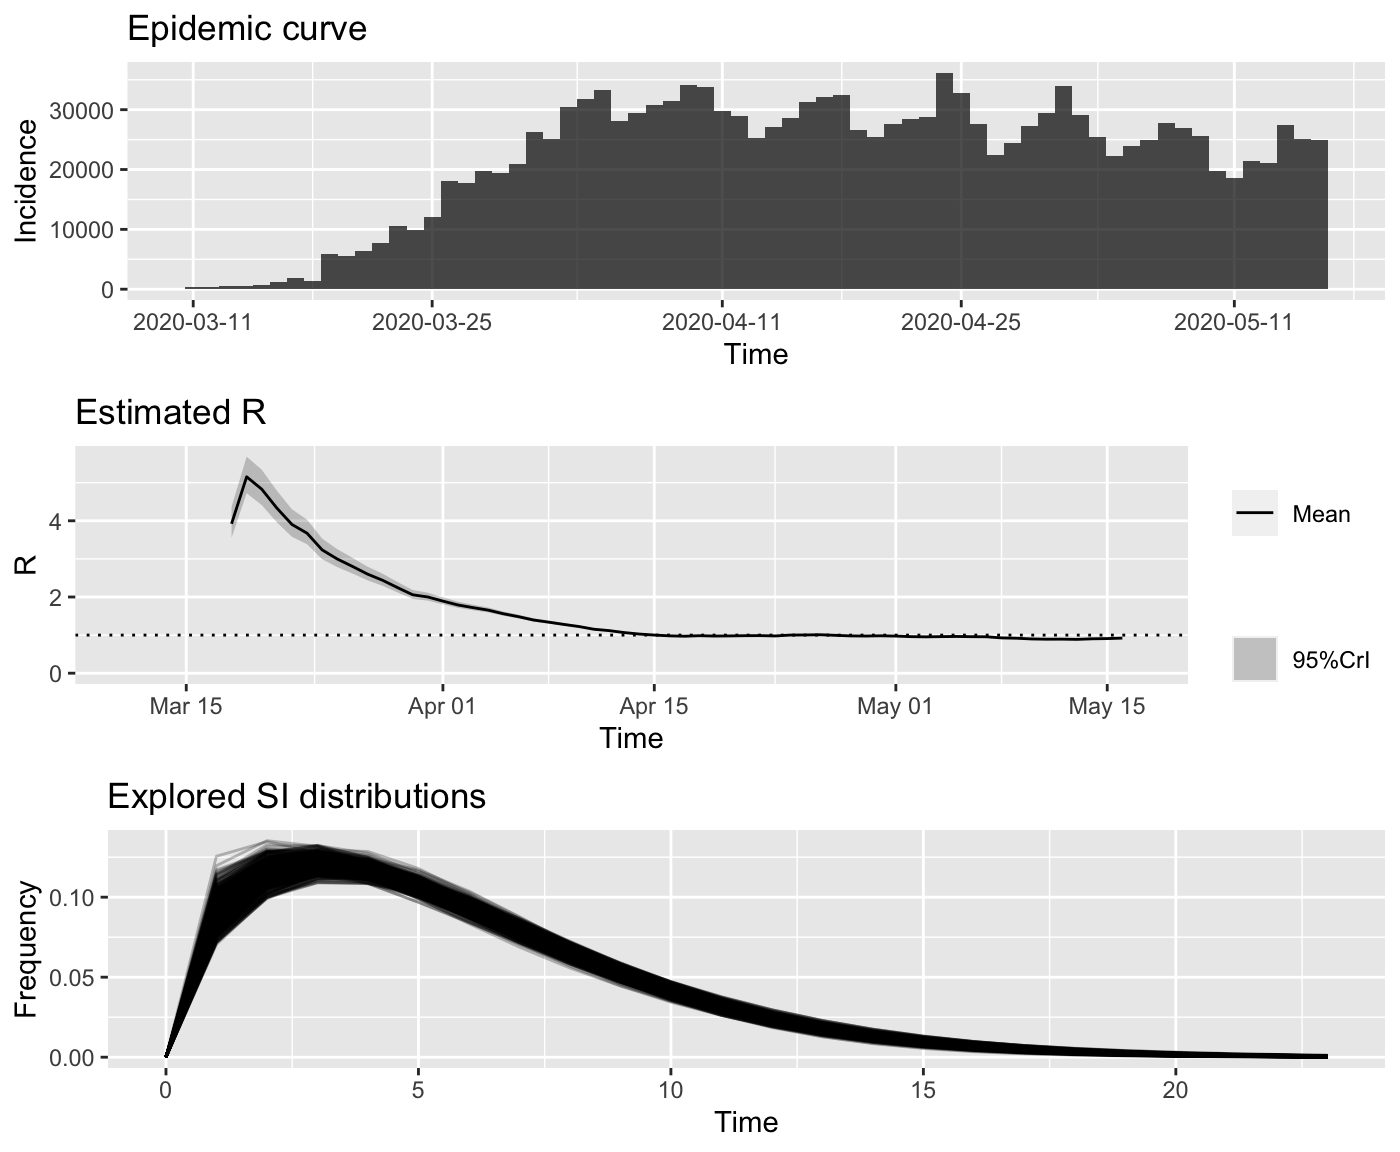 Epidemic curve
Incidence
30000
20000
10000
0
2020-03-11 2020-03-25 2020-04-11 2020-04-25 2020-05-11
Time
Estimated R
R
4
2
0
Mar 15 Apr 01 Apr 15 May 01 May 15
Time
Mean
95%CrI
Explored SI distributions
Frequency
0.10
0.05
0.00
0 5 10 15 20
Time